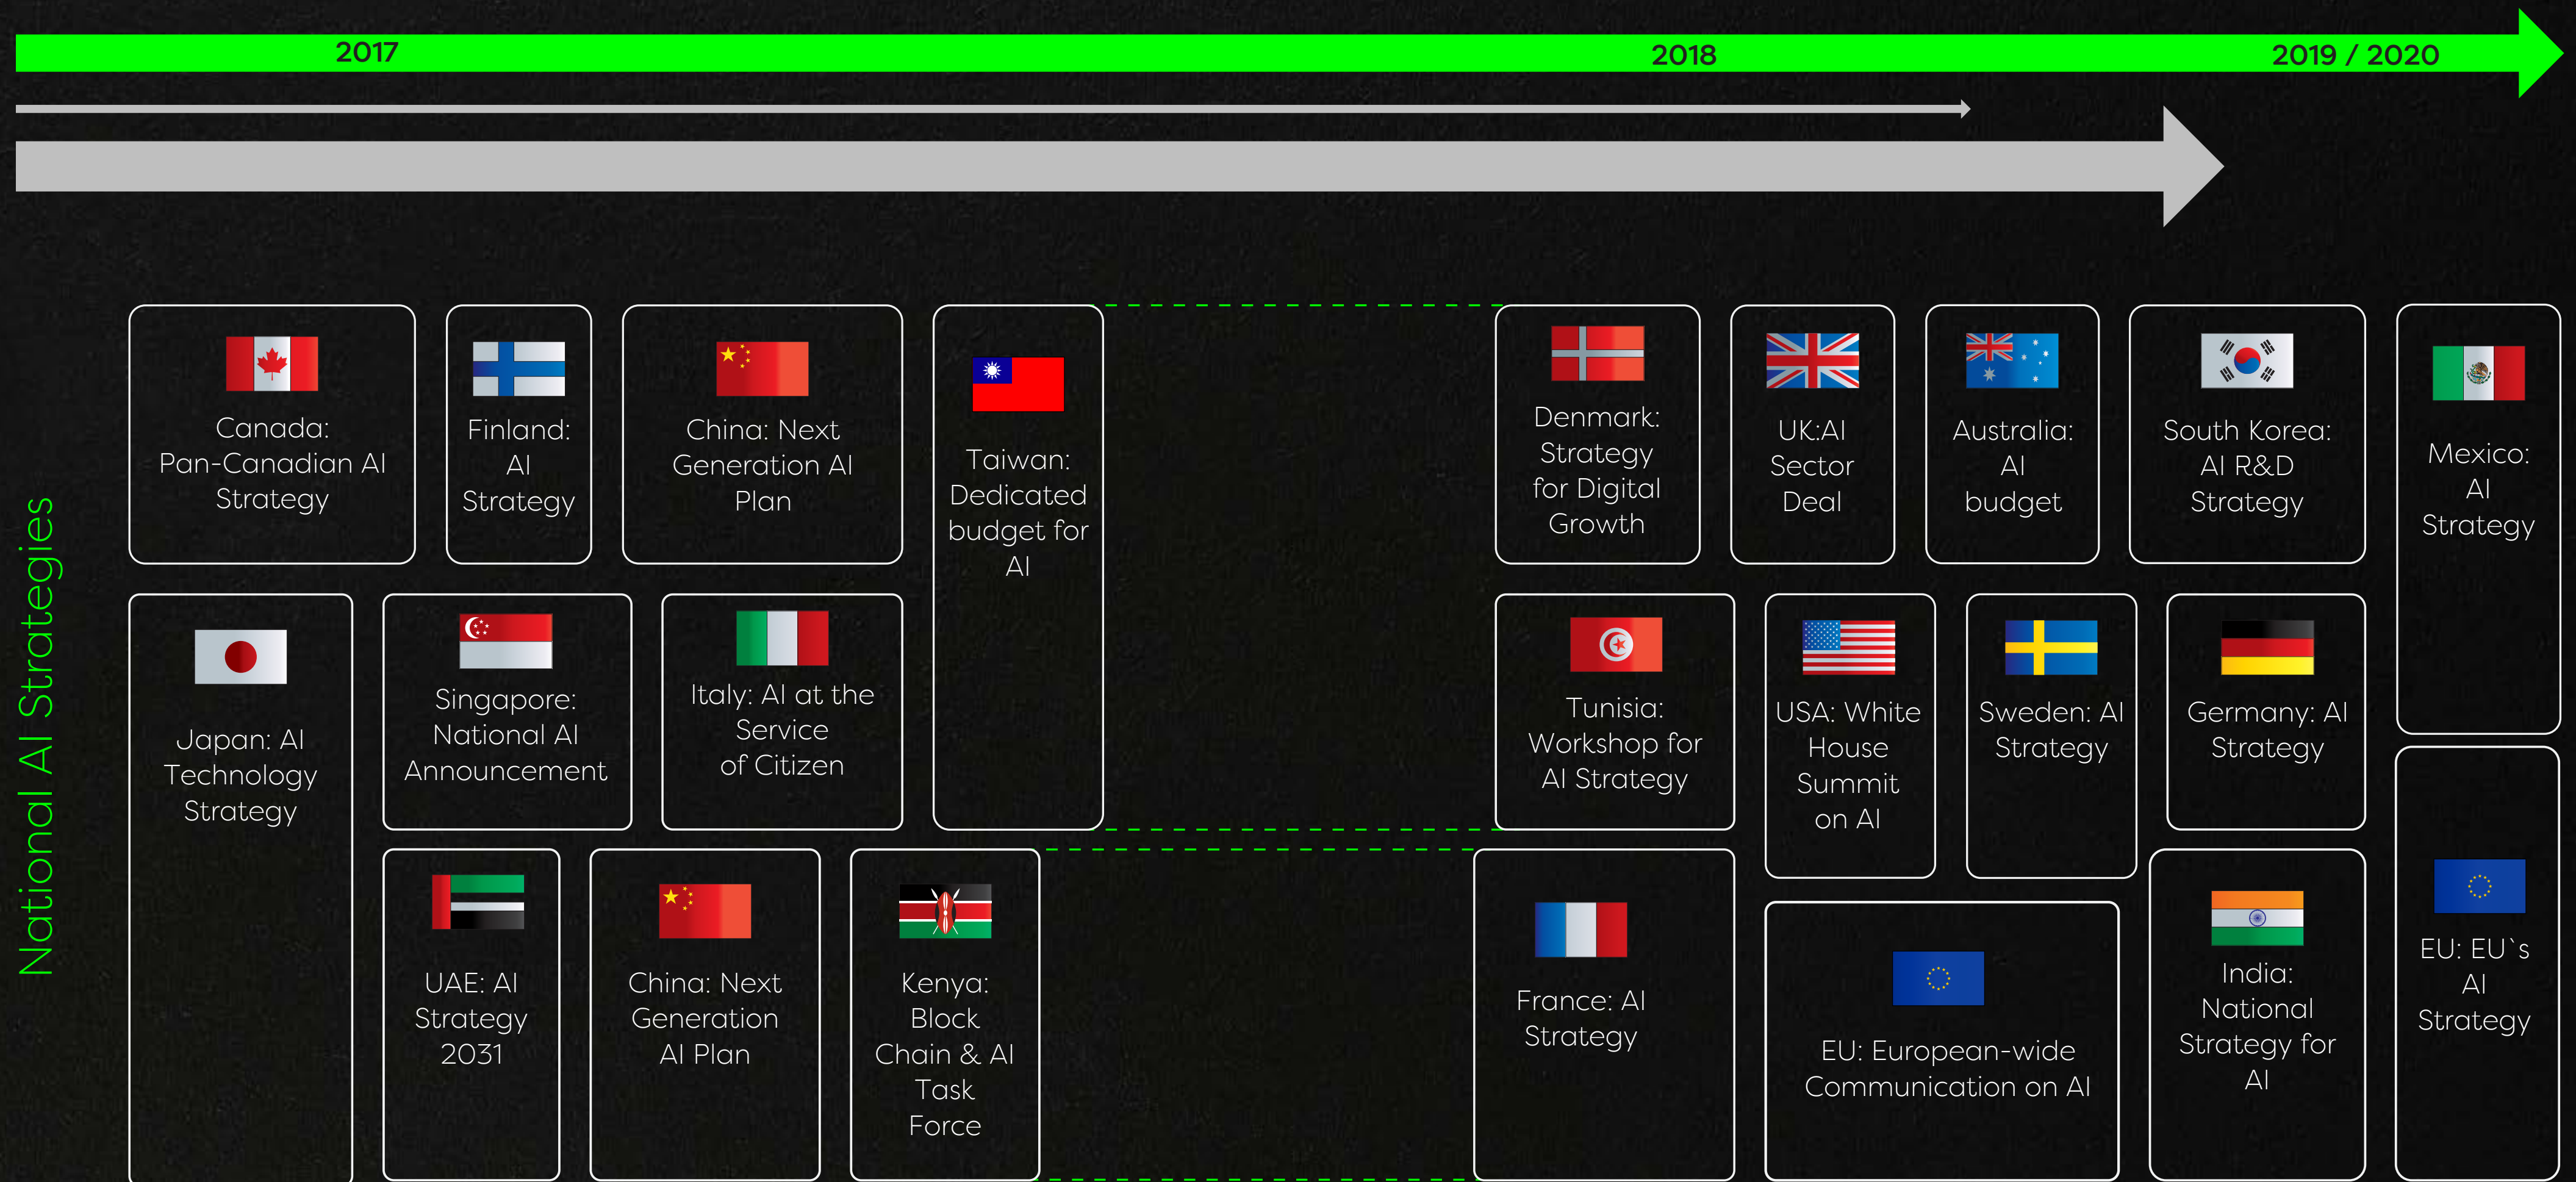 2017
2018
2019 / 2020
National AI Strategies
Canada:
Pan-Canadian AI
Strategy
Finland:
AI
Strategy
China: Next
Generation AI
Plan
Taiwan:
Dedicated
budget for
AI
Denmark:
Strategy
for Digital
Growth
UK:AI
Sector
Deal
Australia:
AI
budget
South Korea:
AI R&D
Strategy
Mexico:
AI
Strategy
Japan: AI
Technology
Strategy
Singapore:
National AI
Announcement
Italy: AI at the
Service
of Citizen
Tunisia:
Workshop for
AI Strategy
USA: White
House
Summit
on AI
Sweden: AI
Strategy
Germany: AI
Strategy
UAE: AI
Strategy
2031
China: Next
Generation
AI Plan
Kenya:
Block
Chain & AI
Task
Force
France: AI
Strategy
EU: European-wide
Communication on AI
India:
National
Strategy for
AI
EU: EU`s
AI
Strategy